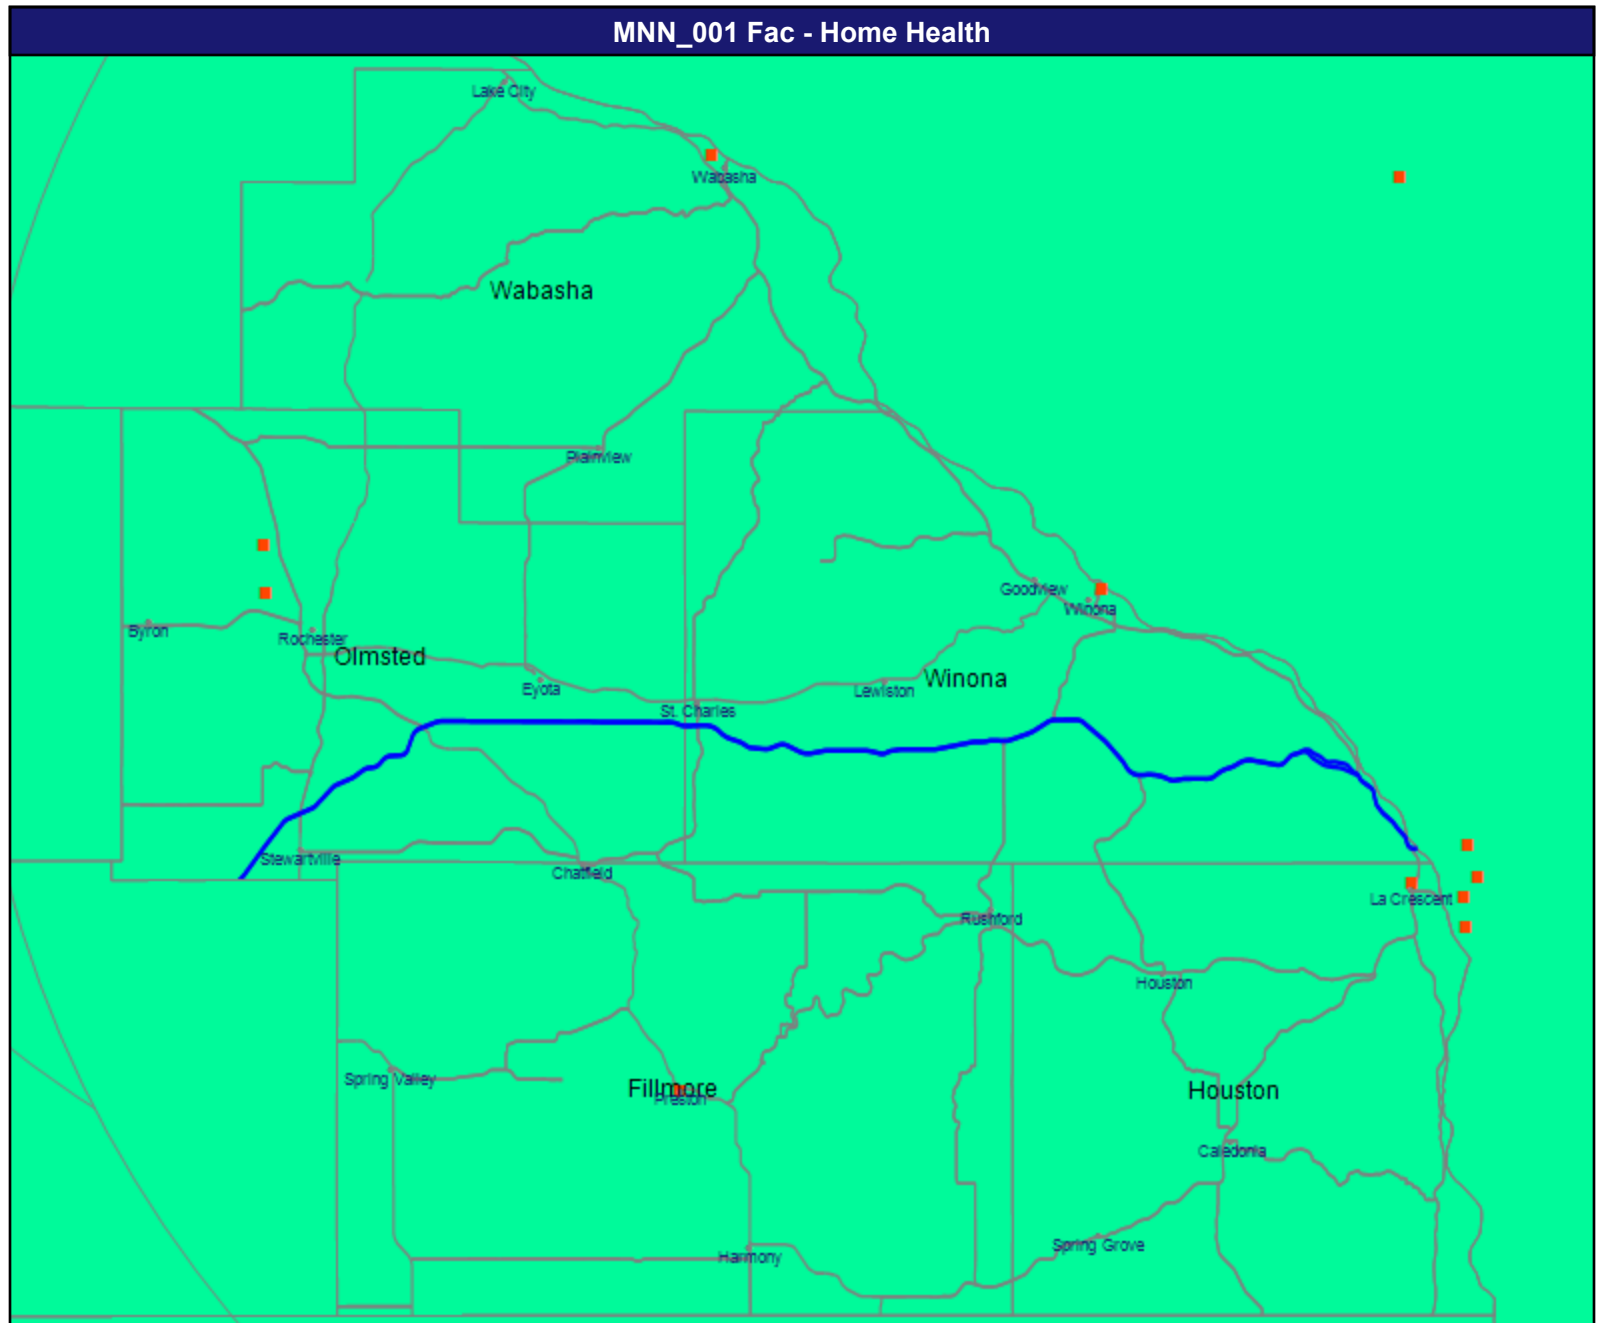 MNN_001 Fac - Home Health
Lake City
Wabasha
Wabasha
Plainview
Goodview
Winona
Byron
Rochester
Olmsted
Eyota
Lewiston
Winona
St. Charles
Stewartville
Chatfield
La Crescent
Rushford
Houston
Spring Valley
Fillmore
Preston
Houston
Caledonia
Harmony
Spring Grove